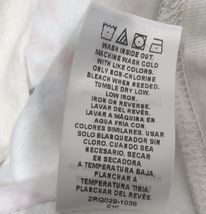 WASH INSIDE OUT.
MACHINE WASH COLD
WITH LIKE COLORS.
ONLY NON-CHLORINE
BLEACH WHEN NEEDED.
TUMBLE DRY LOW.
LOW IRON.
IRON ON REVERSE.
LAVAR DEL REVÉS.
LAVAR A MÁQUINA EN
AGUA FRÍA CON
COLORES SIMILARES. USAR
SOLO BLANQUEADOR SIN
CLORO. CUANDO SEA
NECESARIO. SECAR
EN SECADORA
A TEMPERATURA BAJA.
PLANCHAR A
TEMPERATURA TIBIA.
PLANCHAR DEL REVÉS.
2RQ029-1038